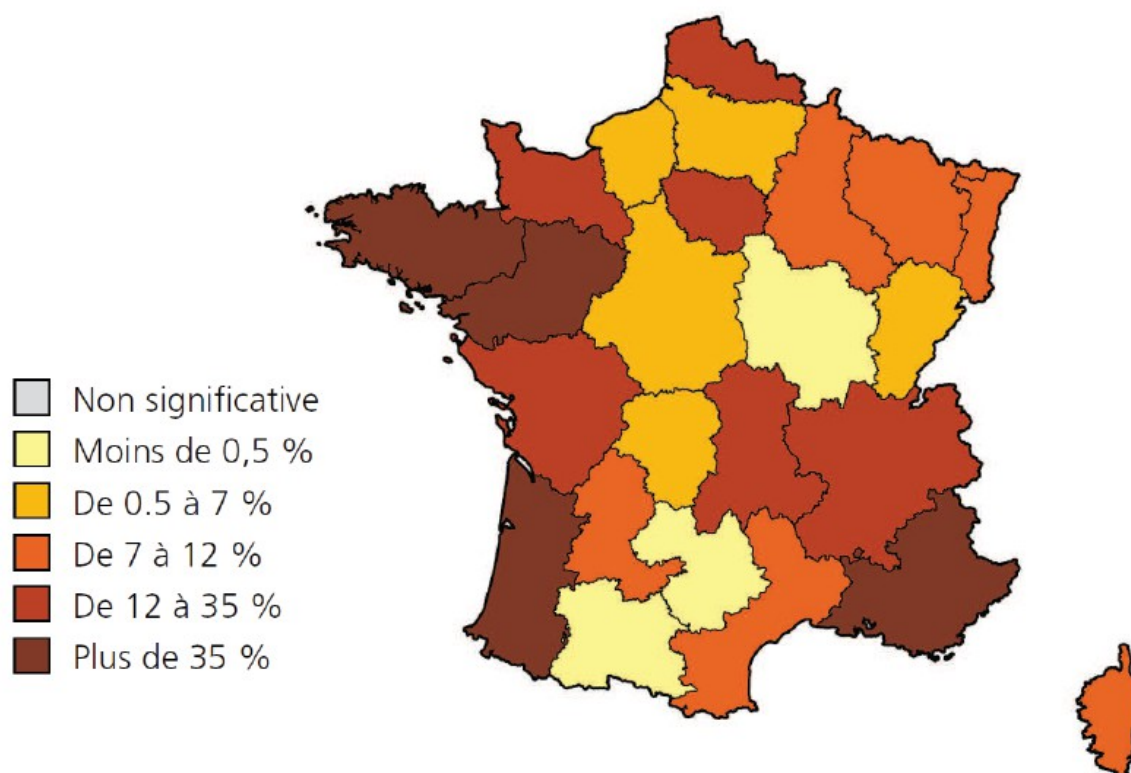 Non significative
Moins de 0,5 %
De 0.5 à 7 %
De 7 à 12 %
De 12 à 35 %
Plus de 35 %